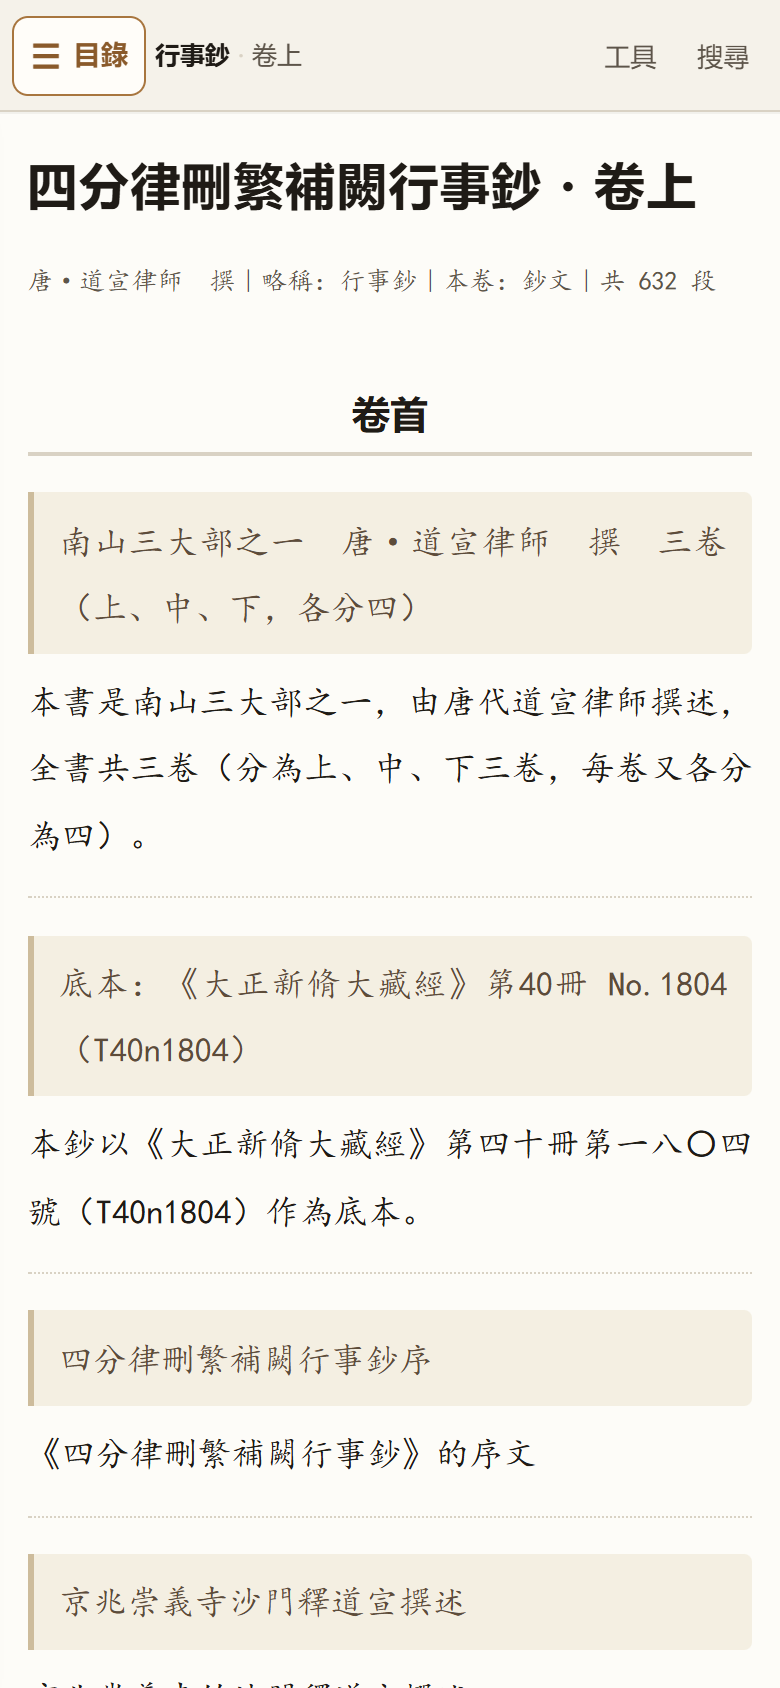 ☰ 目錄 行事鈔 · 卷上 工具 搜尋
四分律刪繁補闕行事鈔 · 卷上
唐・道宣律師　撰｜略稱：行事鈔｜本卷：鈔文｜共 632 段
卷首
南山三大部之一　唐・道宣律師　撰　三卷
（上、中、下，各分四）
本書是南山三大部之一，由唐代道宣律師撰述，
全書共三卷（分為上、中、下三卷，每卷又各分
為四）。
底本：《大正新脩大藏經》第40冊 No. 1804
（T40n1804）
本鈔以《大正新脩大藏經》第四十冊第一八〇四
號（T40n1804）作為底本。
四分律刪繁補闕行事鈔序
《四分律刪繁補闕行事鈔》的序文
京兆崇義寺沙門釋道宣撰述